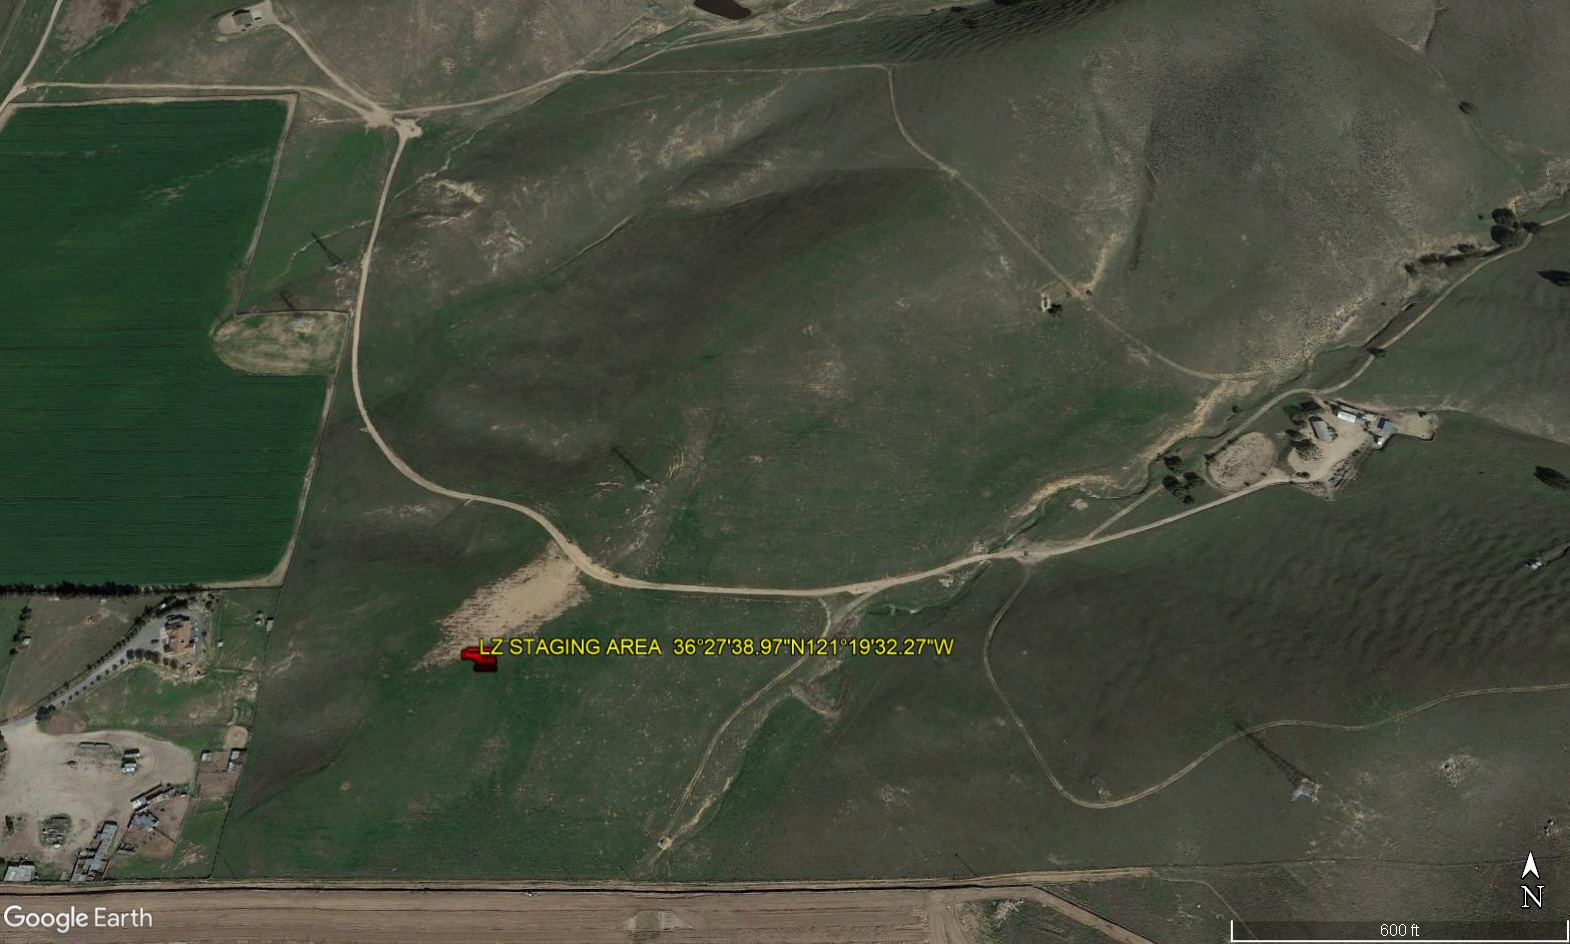 LZ STAGING AREA 36°27'38.97"N121°19'32.27"W
N
Google Earth
600 ft